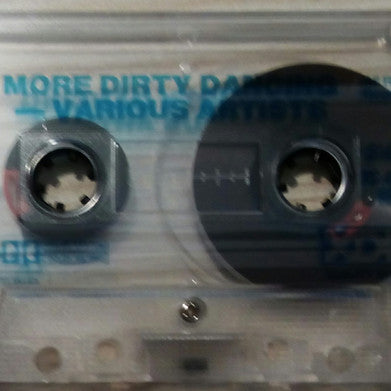 MORE DIRTY DANCING
— VARIOUS ARTISTS